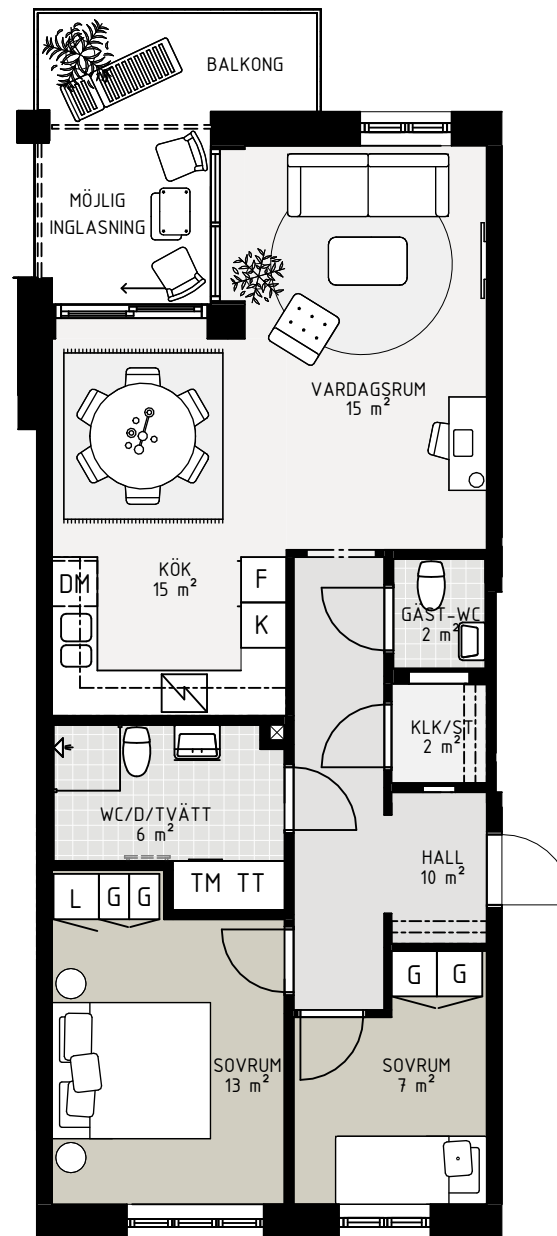 BALKONG
MÖJLIG
INGLASNING
VARDAGSRUM
15 m²
KÖK
15 m²
DM
F
K
GÄST-WC
2 m²
KLK/ST
2 m²
WC/D/TVÄTT
6 m²
HALL
10 m²
TM TT
L G G
G G
SOVRUM
13 m²
SOVRUM
7 m²